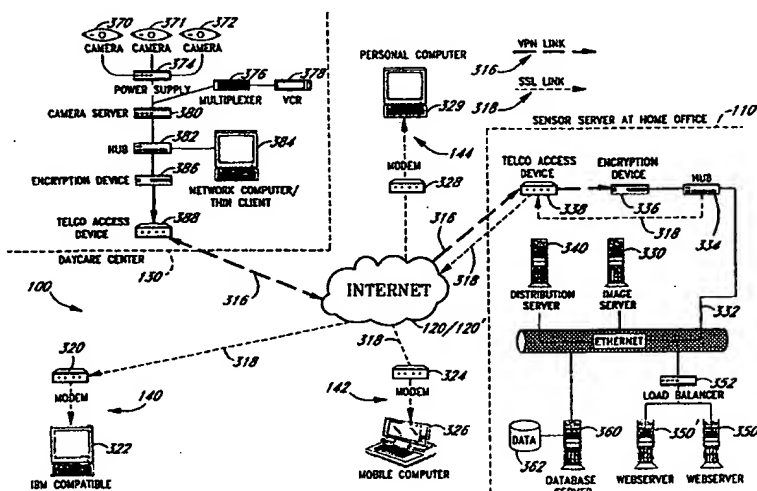 370 371 372
CAMERA CAMERA CAMERA
374
POWER SUPPLY
376 378
MULTIPLEXER VCR
CAMERA SERVER 380
HUB 382
384
ENCRYPTION DEVICE 386
NETWORK COMPUTER/
THIN CLIENT
TELCO ACCESS
DEVICE 388
DAYCARE CENTER 130
100
316
PERSONAL COMPUTER
329
144
MODEM
328
VPN LINK
316
SSL LINK
318
SENSOR SERVER AT HOME OFFICE 110
TELCO ACCESS
DEVICE
338
ENCRYPTION
DEVICE
336
HUB
334
318
316
318
INTERNET
120/120'
318
318
340
DISTRIBUTION
SERVER
330
IMAGE
SERVER
332
ETHERNET
352
LOAD BALANCER
DATA
362
360
DATABASE
SERVER
350'
WEBSERVER
350
WEBSERVER
320
MODEM
140
322
IBM COMPATIBLE
324
MODEM
142
326
MOBILE COMPUTER